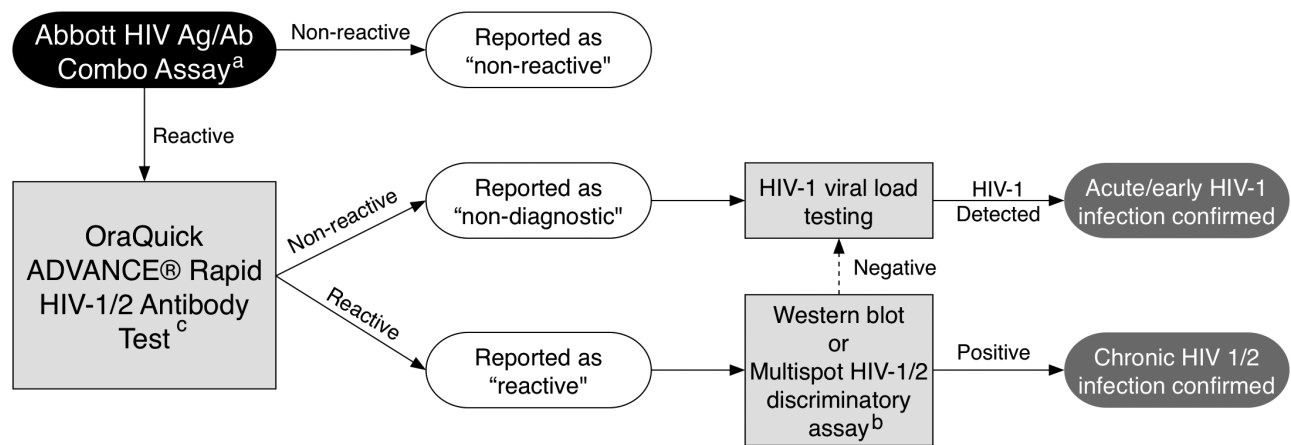 Abbott HIV Ag/Ab
Combo Assay a
Non-reactive
Reported as
“non-reactive"
Reactive
OraQuick
ADVANCE® Rapid
HIV-1/2 Antibody
Test c
Non-reactive
Reported as
“non-diagnostic"
HIV-1 viral load
testing
HIV-1
Detected
Acute/early HIV-1
infection confirmed
Negative
Reactive
Reported as
“reactive"
Western blot
or
Multispot HIV-1/2
discriminatory
assay b
Positive
Chronic HIV 1/2
infection confirmed